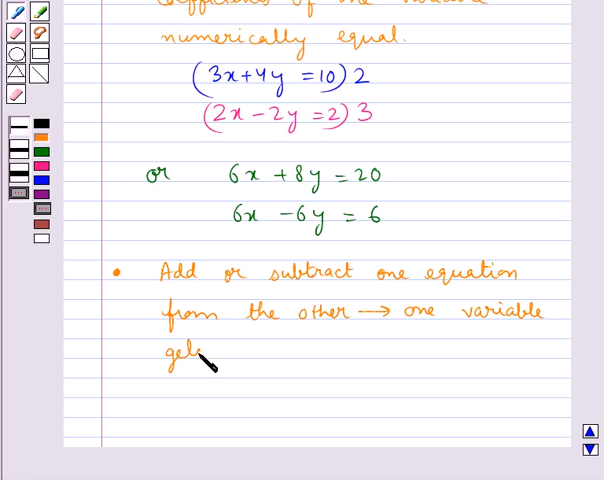 numerically equal.
(3x+4y=10)2
(2x-2y=2)3
or 6x+8y=20
6x-6y=6
• Add or subtract one equation
from the other → one variable
gets